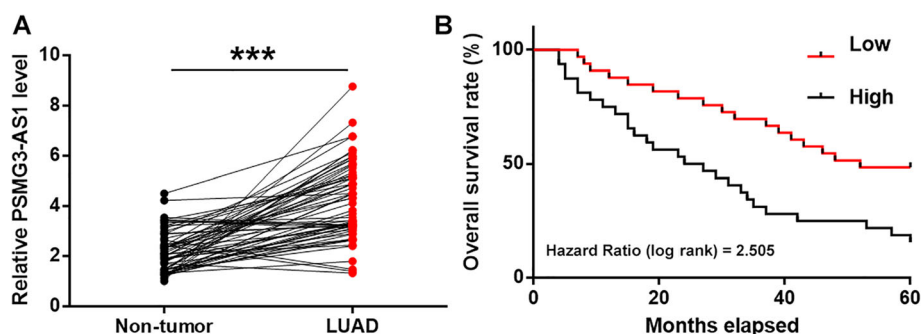 A
Relative PSMG3-AS1 level
10
8
6
4
2
0
***
Non-tumor
LUAD
B
Overall survival rate (%)
100
50
0
Low
High
Hazard Ratio (log rank) = 2.505
0
20
40
60
Months elapsed